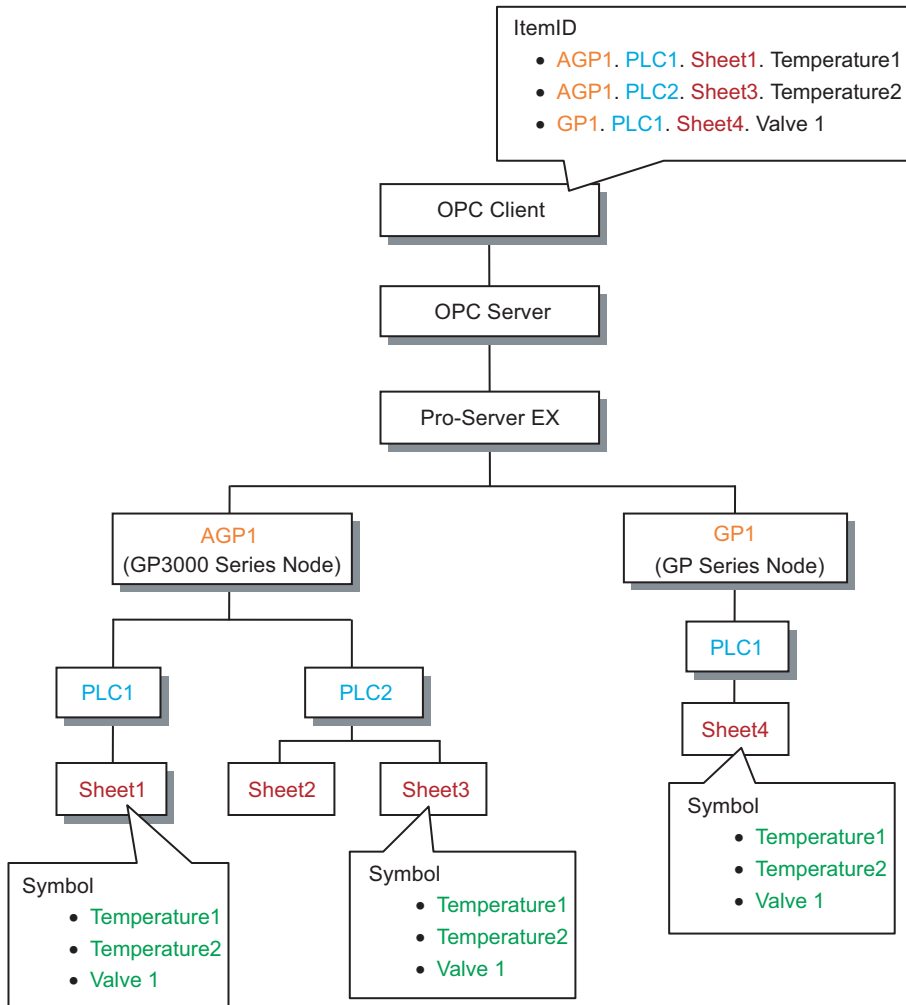 ItemID
• AGP1. PLC1. Sheet1. Temperature1
• AGP1. PLC2. Sheet3. Temperature2
• GP1. PLC1. Sheet4. Valve 1
OPC Client
OPC Server
Pro-Server EX
AGP1
(GP3000 Series Node)
GP1
(GP Series Node)
PLC1
PLC2
PLC1
Sheet1
Sheet2
Sheet3
Sheet4
Symbol
• Temperature1
• Temperature2
• Valve 1
Symbol
• Temperature1
• Temperature2
• Valve 1
Symbol
• Temperature1
• Temperature2
• Valve 1